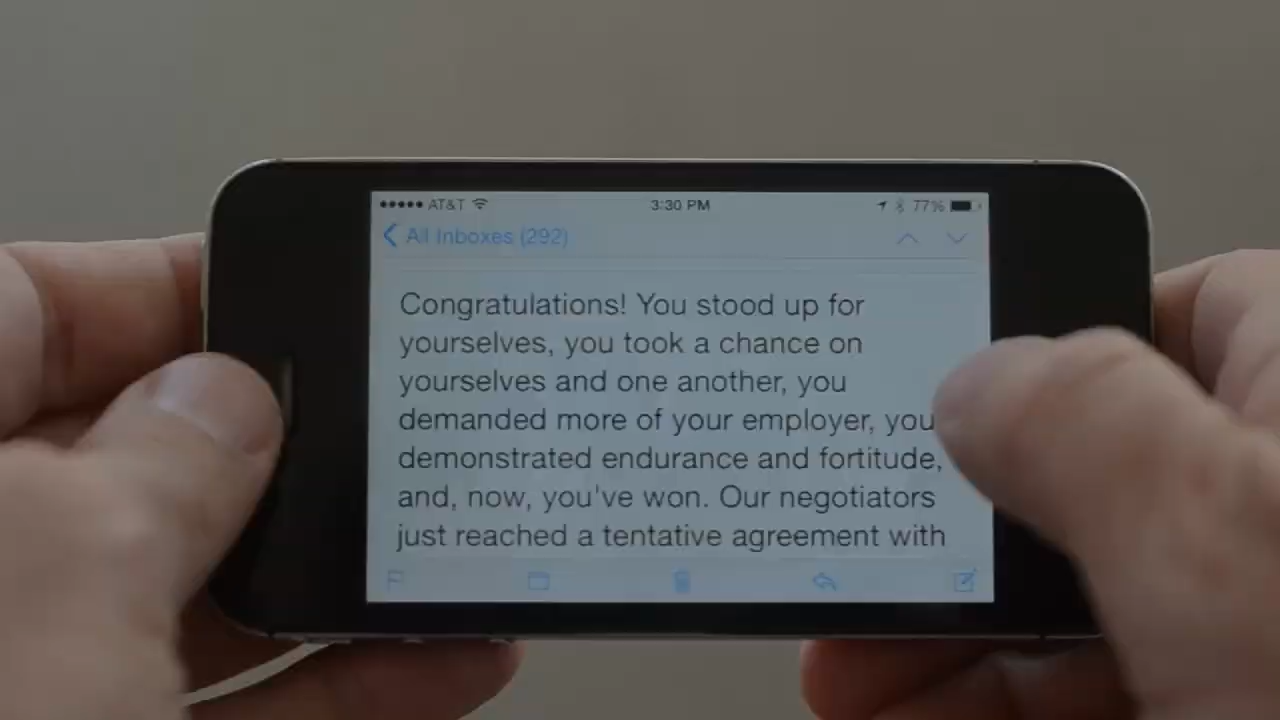 AT&T 3:30 PM 77%
All Inboxes (292)
Congratulations! You stood up for
yourselves, you took a chance on
yourselves and one another, you
demanded more of your employer, you
demonstrated endurance and fortitude,
and, now, you've won. Our negotiators
just reached a tentative agreement with